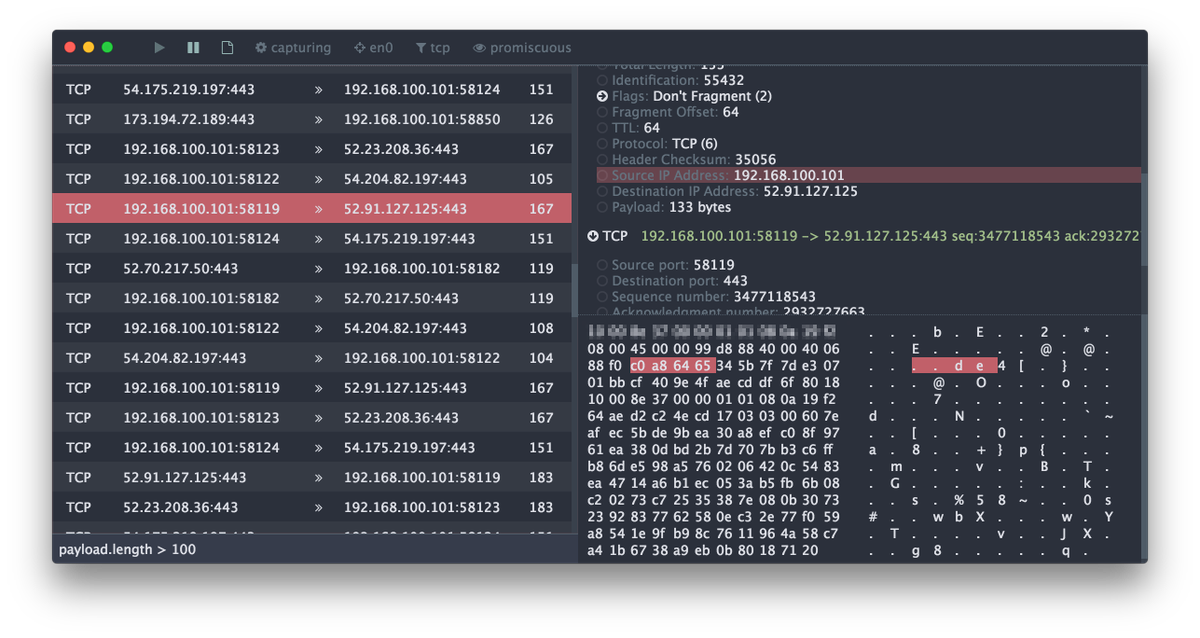 capturing en0 tcp promiscuous
TCP 54.175.219.197:443 » 192.168.100.101:58124 151
TCP 173.194.72.189:443 » 192.168.100.101:58850 126
TCP 192.168.100.101:58123 » 52.23.208.36:443 167
TCP 192.168.100.101:58122 » 54.204.82.197:443 105
TCP 192.168.100.101:58119 » 52.91.127.125:443 167
TCP 192.168.100.101:58124 » 54.175.219.197:443 151
TCP 52.70.217.50:443 » 192.168.100.101:58182 119
TCP 192.168.100.101:58182 » 52.70.217.50:443 119
TCP 192.168.100.101:58122 » 54.204.82.197:443 108
TCP 54.204.82.197:443 » 192.168.100.101:58122 104
TCP 192.168.100.101:58119 » 52.91.127.125:443 167
TCP 192.168.100.101:58123 » 52.23.208.36:443 167
TCP 192.168.100.101:58124 » 54.175.219.197:443 151
TCP 52.91.127.125:443 » 192.168.100.101:58119 183
TCP 52.23.208.36:443 » 192.168.100.101:58123 183
payload.length > 100
Total Length: 153
Identification: 55432
Flags: Don't Fragment (2)
Fragment Offset: 64
TTL: 64
Protocol: TCP (6)
Header Checksum: 35056
Source IP Address: 192.168.100.101
Destination IP Address: 52.91.127.125
Payload: 133 bytes
TCP 192.168.100.101:58119 -> 52.91.127.125:443 seq:3477118543 ack:293272
Source port: 58119
Destination port: 443
Sequence number: 3477118543
Acknowledgment number: 2932727663
. . . b . E . . 2 . * .
08 00 45 00 00 99 d8 88 40 00 40 06 . . E . . . . . @ . @ .
88 f0 c0 a8 64 65 34 5b 7f 7d e3 07 . . . . d e 4 [ . } . .
01 bb cf 40 9e 4f ae cd df 6f 80 18 . . . @ . O . . . o . .
10 00 8e 37 00 00 01 01 08 0a 19 f2 . . . 7 . . . . . . . .
64 ae d2 c2 4e cd 17 03 03 00 60 7e d . . . N . . . . . ` ~
af ec 5b de 9b ea 30 a8 ef c0 8f 97 . . [ . . . 0 . . . . .
61 ea 38 0d bd 2b 7d 70 7b b3 c6 ff a . 8 . . + } p { . . .
b8 6d e5 98 a5 76 02 06 42 0c 54 83 . m . . . v . . B . T .
ea 47 14 a6 b1 ec 05 3a b5 fb 6b 08 . G . . . . . : . . k .
c2 02 73 c7 25 35 38 7e 08 0b 30 73 . . s . % 5 8 ~ . . 0 s
23 92 83 77 62 58 0e c3 2e 77 f0 59 # . . w b X . . . w . Y
a8 54 1e 9f b9 8c 76 11 96 4a 58 c7 . T . . . . v . . J X .
a4 1b 67 38 a9 eb 0b 80 18 71 20 . . g 8 . . . . . q .